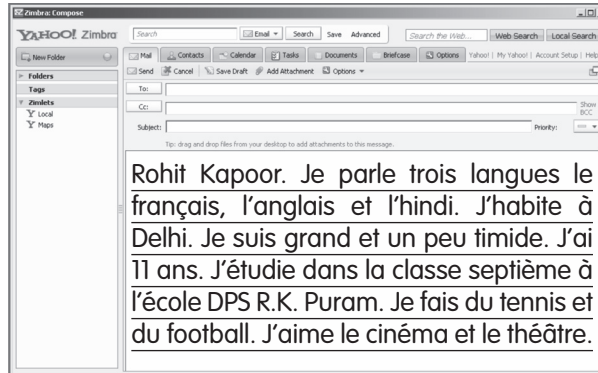 Zimbra: Compose
YAHOO! Zimbra
Search Email Search Save Advanced Search the Web... Web Search Local Search
New Folder Mail Contacts Calendar Tasks Documents Briefcase Options Yahoo! | My Yahoo! | Account Setup | Help
Send Cancel Save Draft Add Attachment Options
Folders
Tags
Zimlets
Local
Maps
To:
Cc: Show BCC
Subject: Priority:
Tip: drag and drop files from your desktop to add attachments to this message.
Rohit Kapoor. Je parle trois langues le
français, l'anglais et l'hindi. J'habite à
Delhi. Je suis grand et un peu timide. J'ai
11 ans. J'étudie dans la classe septième à
l'école DPS R.K. Puram. Je fais du tennis et
du football. J'aime le cinéma et le théâtre.